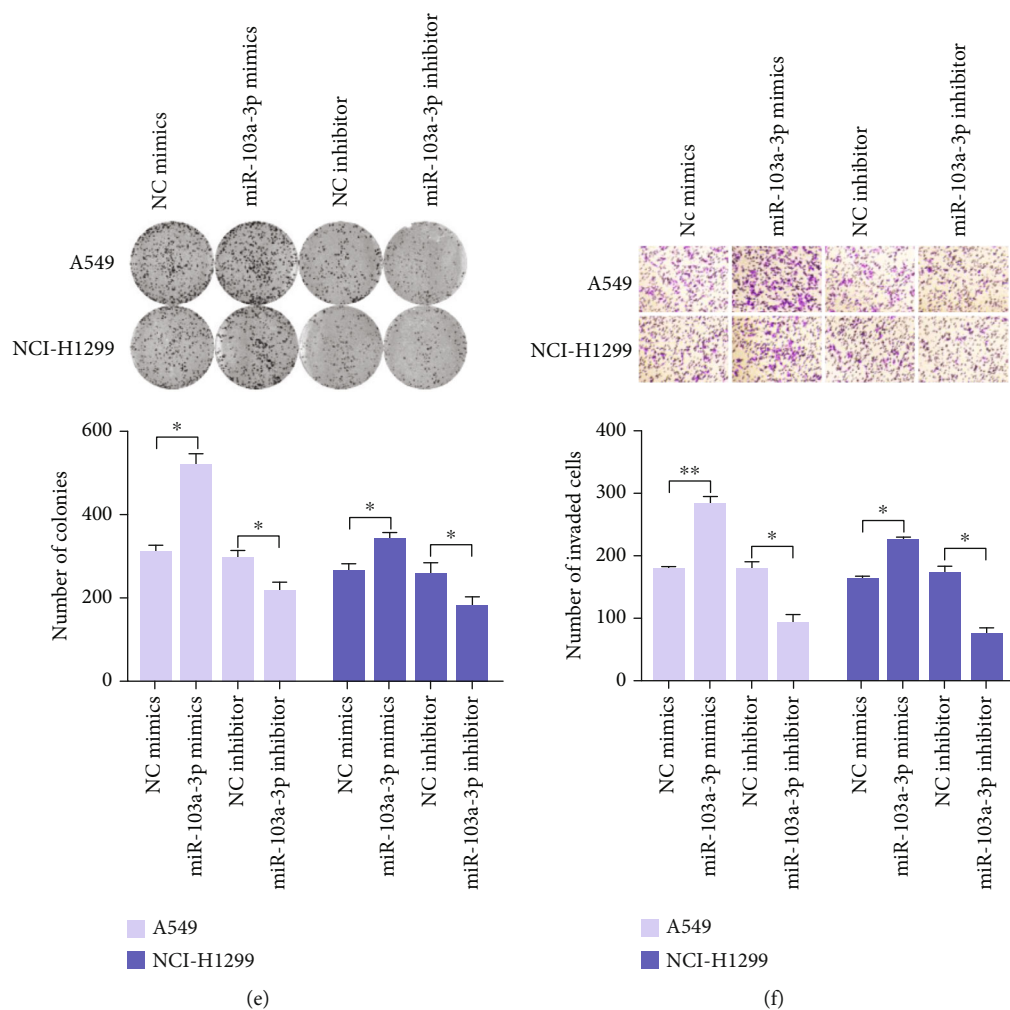 NC mimics
miR-103a-3p mimics
NC inhibitor
miR-103a-3p inhibitor
A549
NCI-H1299
Number of colonies
600
400
200
0
*
*
*
*
NC mimics
miR-103a-3p mimics
NC inhibitor
miR-103a-3p inhibitor
NC mimics
miR-103a-3p mimics
NC inhibitor
miR-103a-3p inhibitor
A549
NCI-H1299
(e)
Nc mimics
miR-103a-3p mimics
NC inhibitor
miR-103a-3p inhibitor
A549
NCI-H1299
Number of invaded cells
400
300
200
100
0
**
*
*
*
NC mimics
miR-103a-3p mimics
NC inhibitor
miR-103a-3p inhibitor
NC mimics
miR-103a-3p mimics
NC inhibitor
miR-103a-3p inhibitor
A549
NCI-H1299
(f)